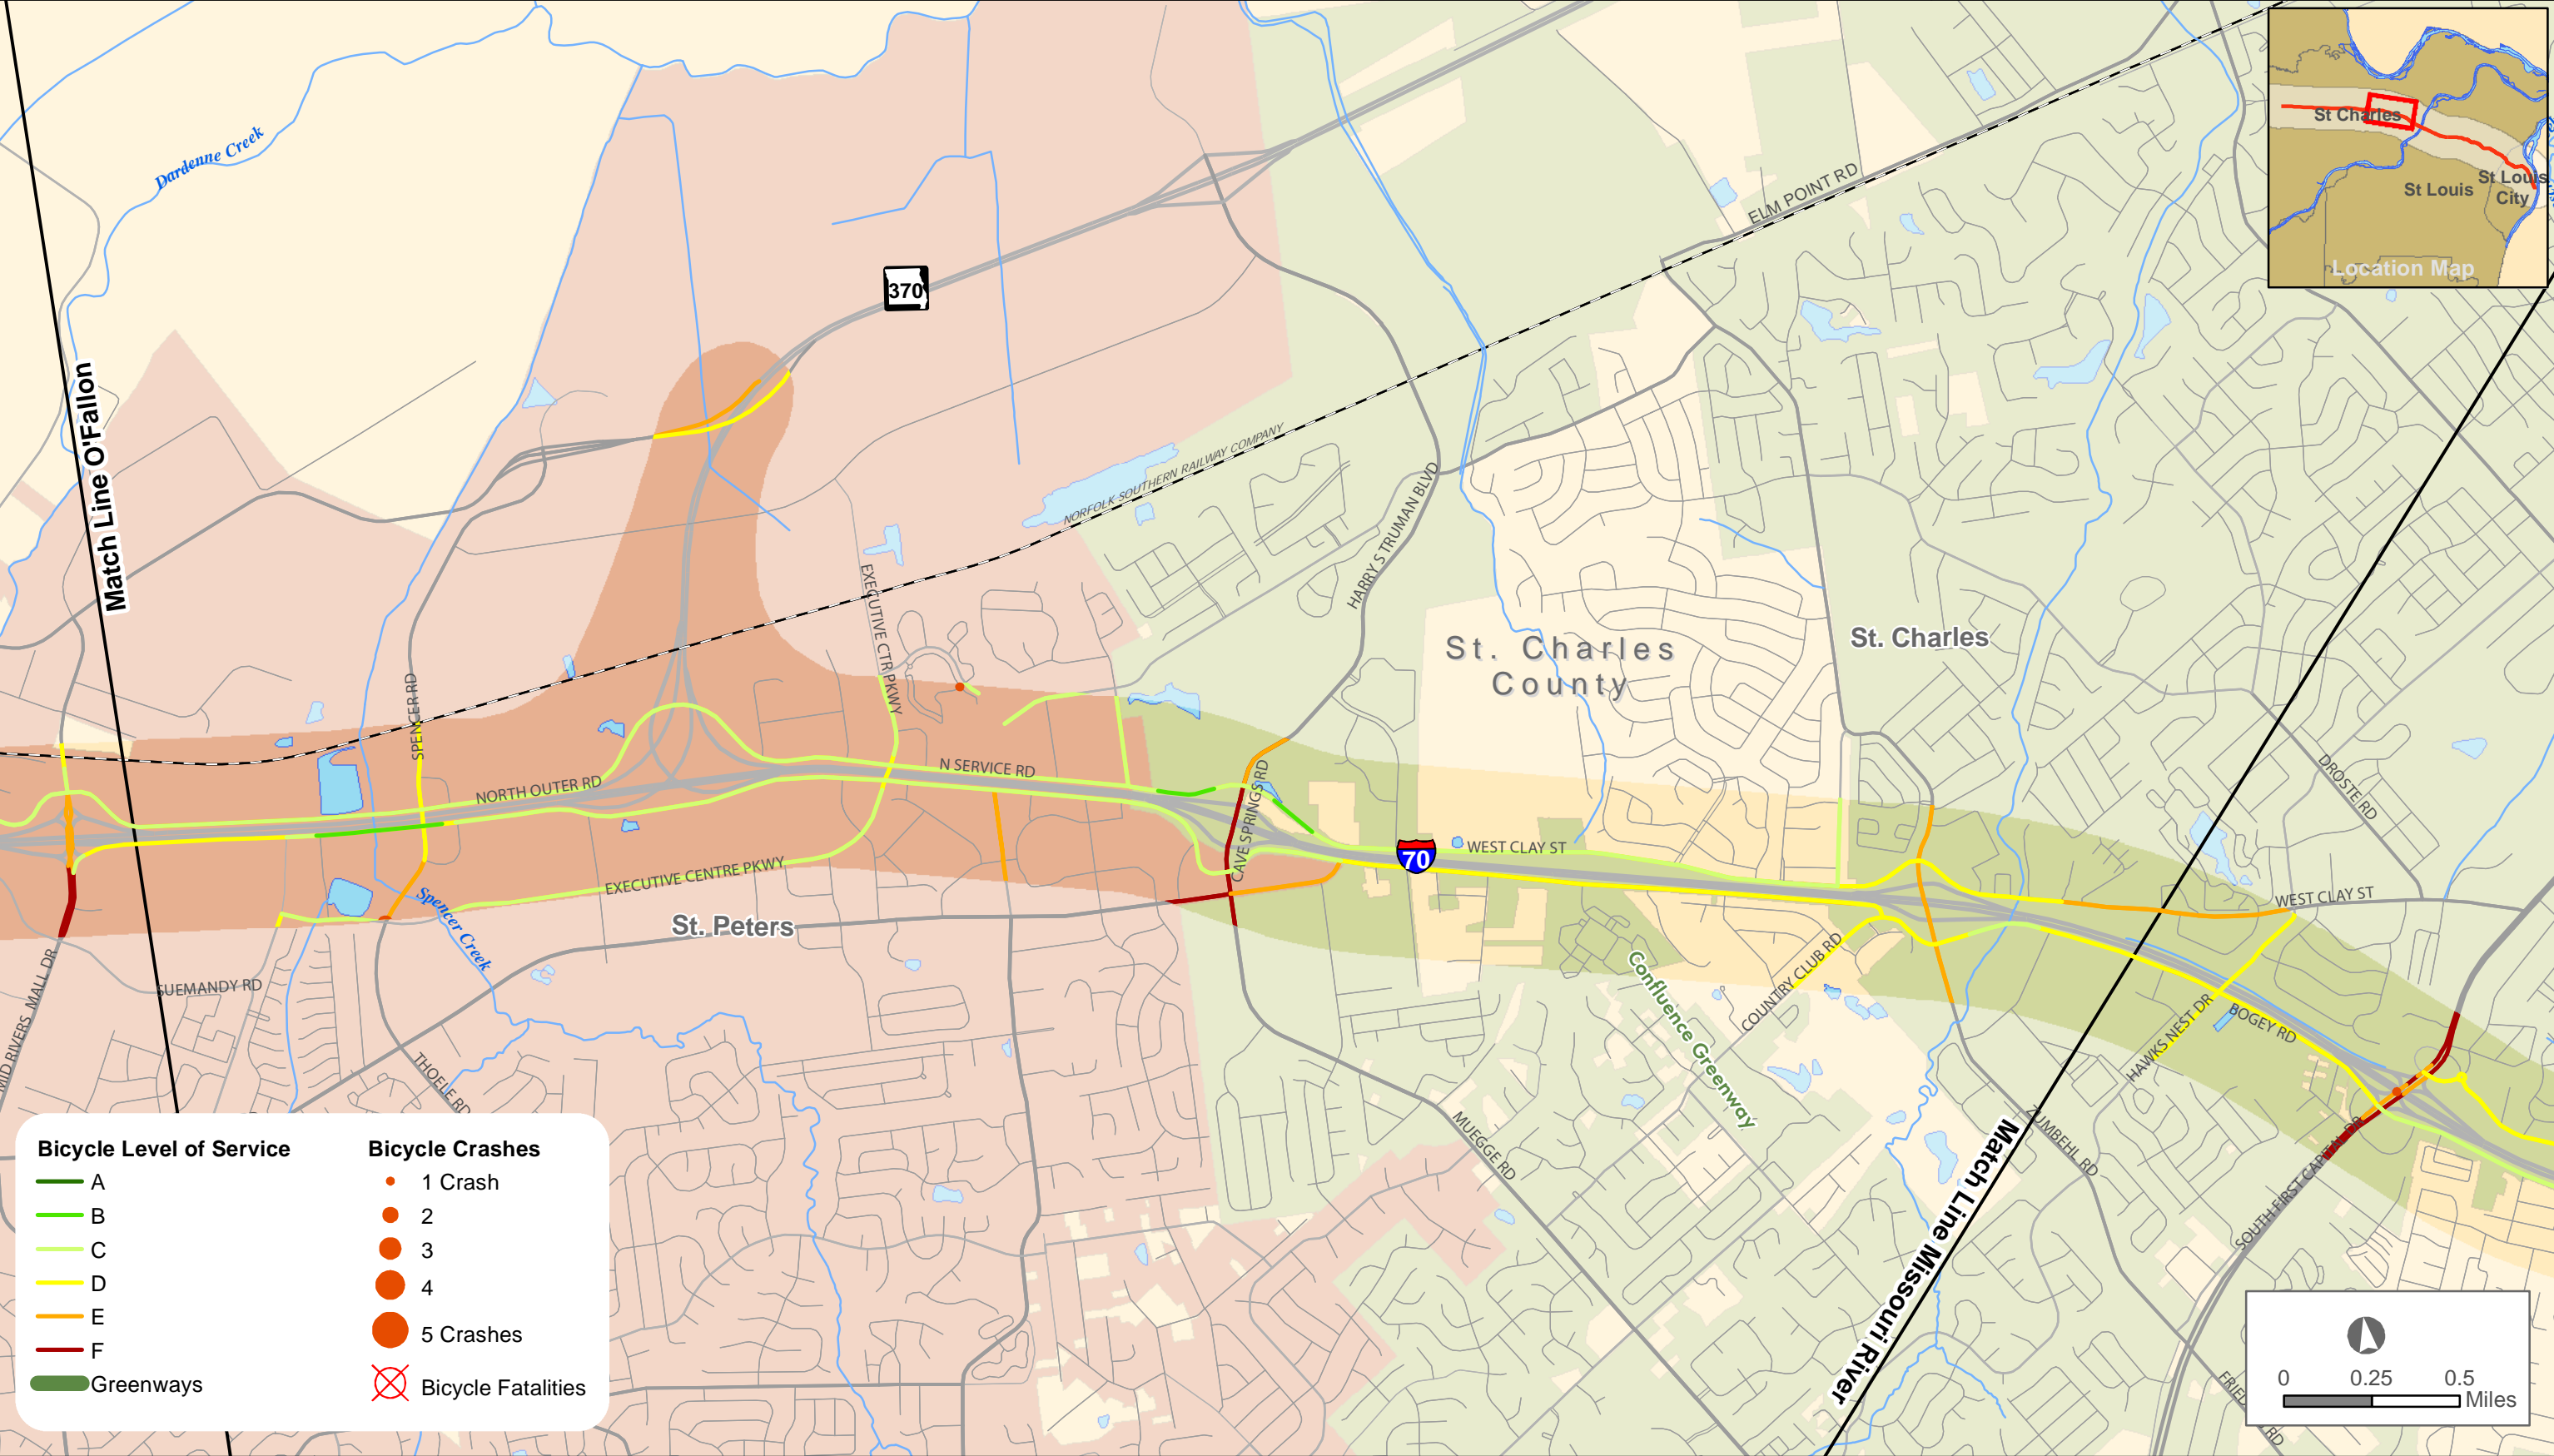 Dardenne Creek
370
ELM POINT RD
St Charles
St Louis
St Louis
City
Location Map
Match Line O'Fallon
NORFOLK SOUTHERN RAILWAY COMPANY
HARRY S TRUMAN BLVD
EXECUTIVE CTR PKWY
St. Charles
County
St. Charles
SPENCER RD
NORTH OUTER RD
N SERVICE RD
CAVE SPRINGS RD
70
WEST CLAY ST
DROSTE RD
EXECUTIVE CENTRE PKWY
WEST CLAY ST
Spencer Creek
St. Peters
Confluence Greenway
COUNTRY CLUB RD
MID RIVERS MALL DR
SUEMANDY RD
HAWKS NEST DR
BOGEY RD
THOELE RD
MUEGGE RD
ZUMBEHL RD
SOUTH FIRST CAPITAL DR
Match Line Missouri River
Bicycle Level of Service
A
B
C
D
E
F
Greenways
Bicycle Crashes
1 Crash
2
3
4
5 Crashes
Bicycle Fatalities
0 0.25 0.5
Miles
RD